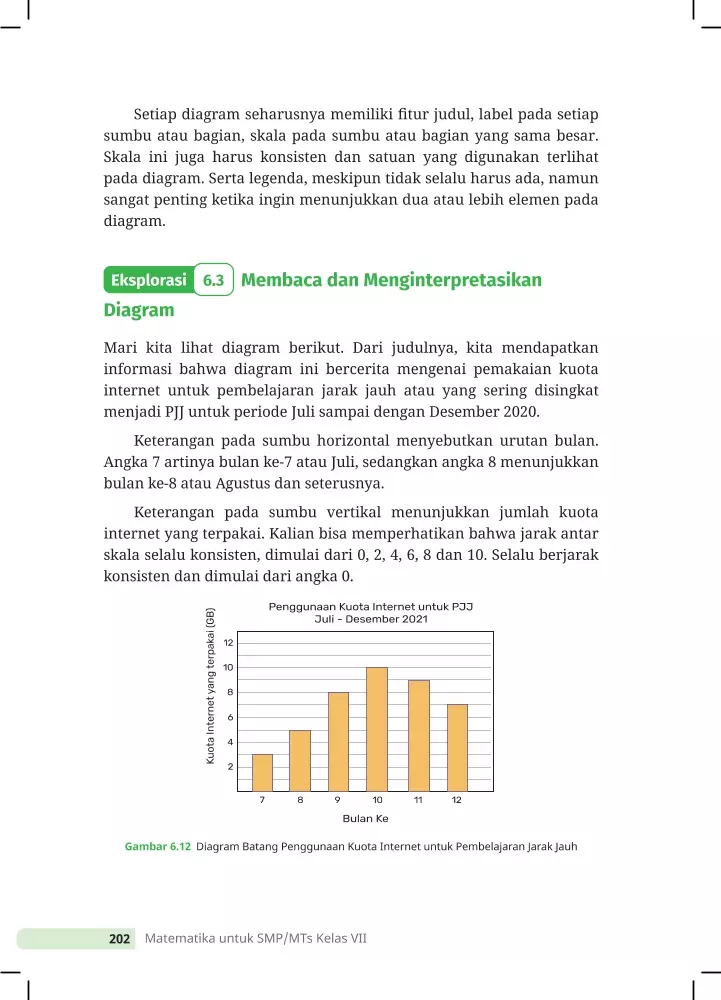 Setiap diagram seharusnya memiliki fitur judul, label pada setiap
sumbu atau bagian, skala pada sumbu atau bagian yang sama besar.
Skala ini juga harus konsisten dan satuan yang digunakan terlihat
pada diagram. Serta legenda, meskipun tidak selalu harus ada, namun
sangat penting ketika ingin menunjukkan dua atau lebih elemen pada
diagram.
Eksplorasi 6.3 Membaca dan Menginterpretasikan
Diagram
Mari kita lihat diagram berikut. Dari judulnya, kita mendapatkan
informasi bahwa diagram ini bercerita mengenai pemakaian kuota
internet untuk pembelajaran jarak jauh atau yang sering disingkat
menjadi PJJ untuk periode Juli sampai dengan Desember 2020.
Keterangan pada sumbu horizontal menyebutkan urutan bulan.
Angka 7 artinya bulan ke-7 atau Juli, sedangkan angka 8 menunjukkan
bulan ke-8 atau Agustus dan seterusnya.
Keterangan pada sumbu vertikal menunjukkan jumlah kuota
internet yang terpakai. Kalian bisa memperhatikan bahwa jarak antar
skala selalu konsisten, dimulai dari 0, 2, 4, 6, 8 dan 10. Selalu berjarak
konsisten dan dimulai dari angka 0.
Penggunaan Kuota Internet untuk PJJ
Juli - Desember 2021
Kuota Internet yang terpakai (GB)
12
10
8
6
4
2
7 8 9 10 11 12
Bulan Ke
Gambar 6.12 Diagram Batang Penggunaan Kuota Internet untuk Pembelajaran Jarak Jauh
202 Matematika untuk SMP/MTs Kelas VII